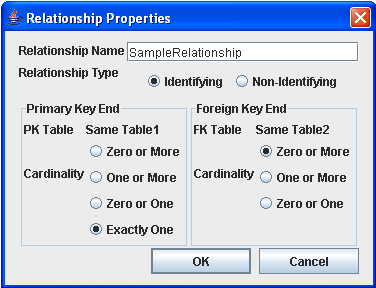 Relationship Properties
Relationship Name SampleRelationship
Relationship Type Identifying Non-Identifying
Primary Key End Foreign Key End
PK Table Same Table1 FK Table Same Table2
Zero or More Zero or More
Cardinality One or More Cardinality One or More
Zero or One Zero or One
Exactly One
OK Cancel